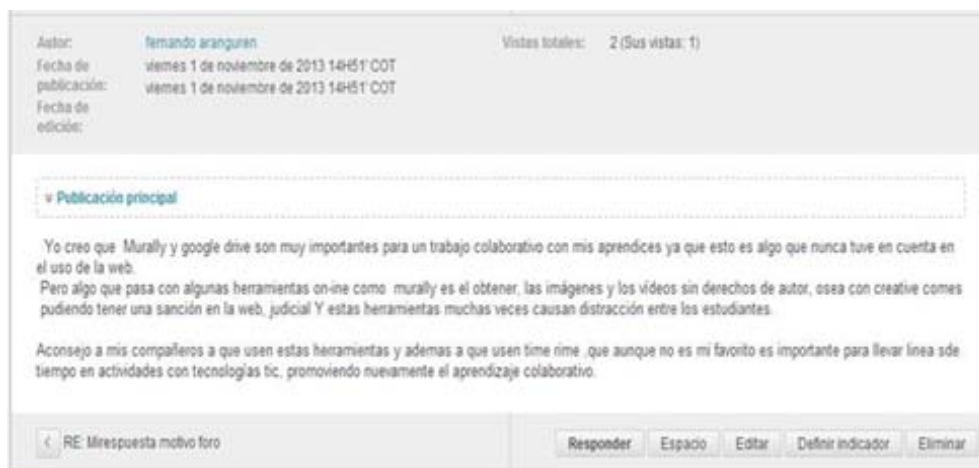 Autor: fernando aranguren Vistas totales: 2 (Sus vistas: 1)
Fecha de publicación: viernes 1 de noviembre de 2013 14H51' COT
Fecha de edición: viernes 1 de noviembre de 2013 14H51' COT
Publicación principal
Yo creo que Murally y google drive son muy importantes para un trabajo colaborativo con mis aprendices ya que esto es algo que nunca tuve en cuenta en
el uso de la web.
Pero algo que pasa con algunas herramientas on-ine como murally es el obtener, las imágenes y los vídeos sin derechos de autor, osea con creative comes
pudiendo tener una sanción en la web, judicial Y estas herramientas muchas veces causan distracción entre los estudiantes.
Aconsejo a mis compañeros a que usen estas herramientas y ademas a que usen time rime ,que aunque no es mi favorito es importante para llevar linea sde
tiempo en actividades con tecnologías tic, promoviendo nuevamente el aprendizaje colaborativo.
< RE: Mirespuesta motivo foro Responder Espacio Editar Definir indicador Eliminar